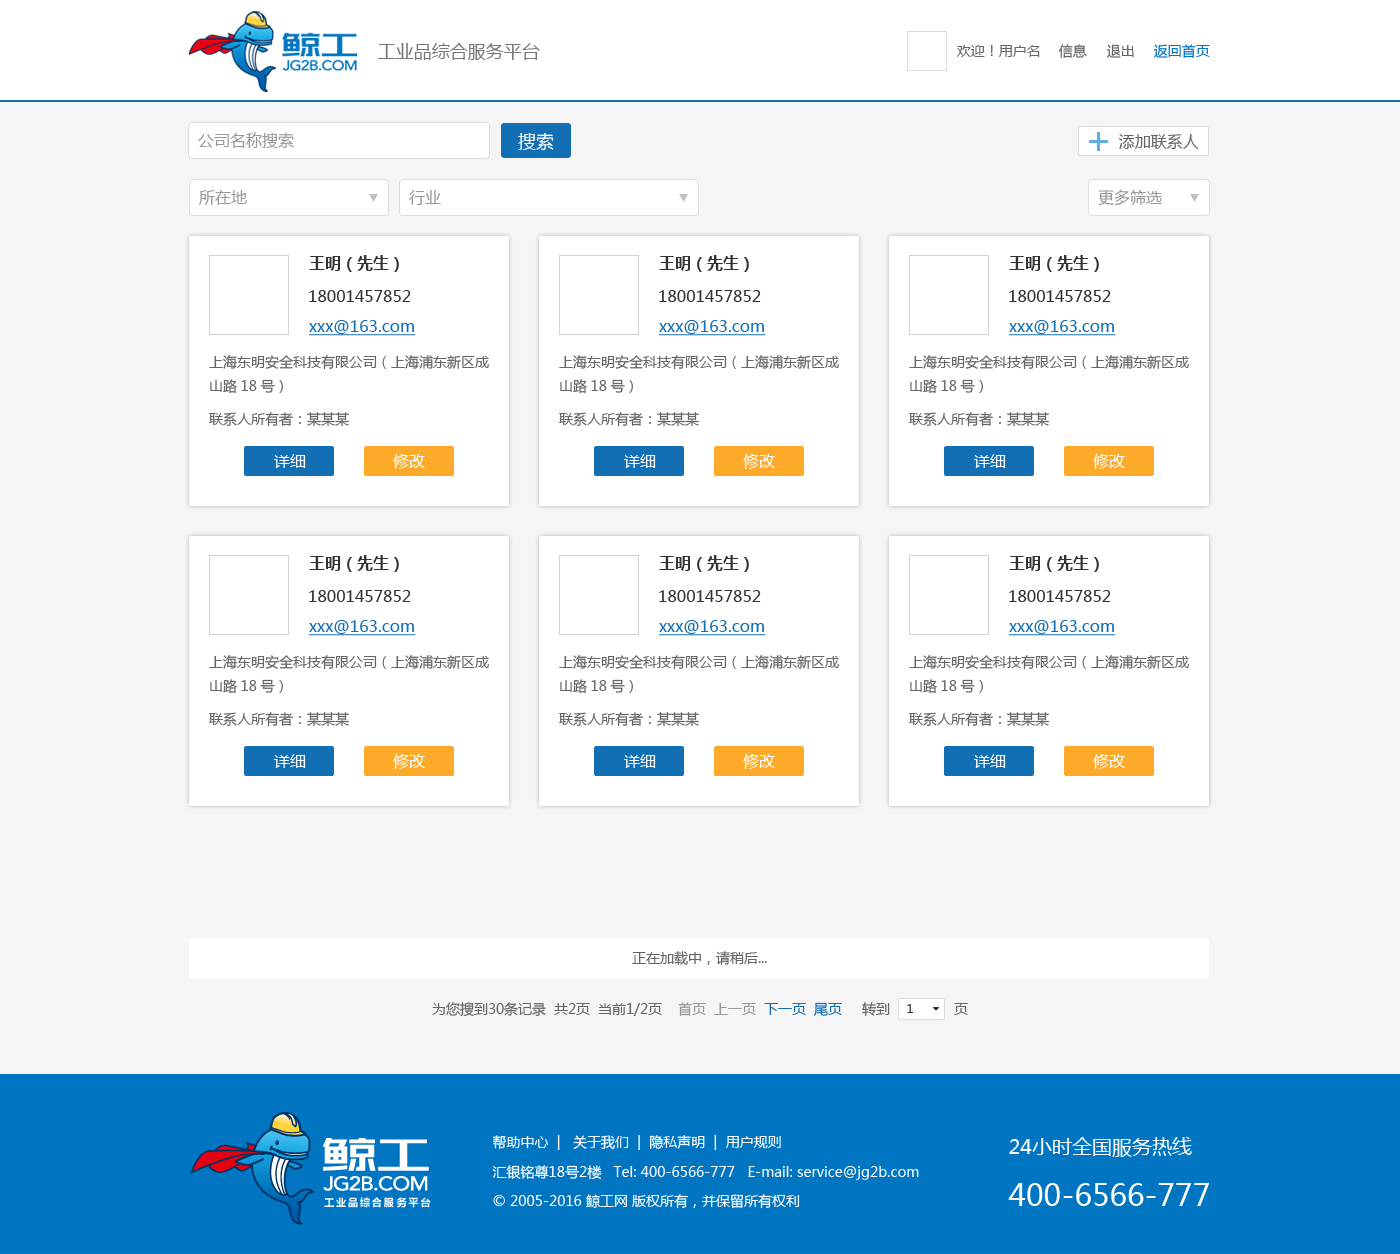 鲸工
JG2B.COM
工业品综合服务平台
欢迎！用户名 信息 退出 返回首页
公司名称搜索 搜索 添加联系人
所在地 行业 更多筛选
王明（先生）
18001457852
xxx@163.com
上海东明安全科技有限公司（上海浦东新区成
山路 18 号）
联系人所有者：某某某
详细 修改
王明（先生）
18001457852
xxx@163.com
上海东明安全科技有限公司（上海浦东新区成
山路 18 号）
联系人所有者：某某某
详细 修改
王明（先生）
18001457852
xxx@163.com
上海东明安全科技有限公司（上海浦东新区成
山路 18 号）
联系人所有者：某某某
详细 修改
王明（先生）
18001457852
xxx@163.com
上海东明安全科技有限公司（上海浦东新区成
山路 18 号）
联系人所有者：某某某
详细 修改
王明（先生）
18001457852
xxx@163.com
上海东明安全科技有限公司（上海浦东新区成
山路 18 号）
联系人所有者：某某某
详细 修改
王明（先生）
18001457852
xxx@163.com
上海东明安全科技有限公司（上海浦东新区成
山路 18 号）
联系人所有者：某某某
详细 修改
正在加载中，请稍后...
为您搜到30条记录 共2页 当前1/2页 首页 上一页 下一页 尾页 转到 1 页
鲸工
JG2B.COM
工业品综合服务平台
帮助中心 | 关于我们 | 隐私声明 | 用户规则
汇银铭尊18号2楼 Tel: 400-6566-777 E-mail: service@jg2b.com
© 2005-2016 鲸工网 版权所有，并保留所有权利
24小时全国服务热线
400-6566-777